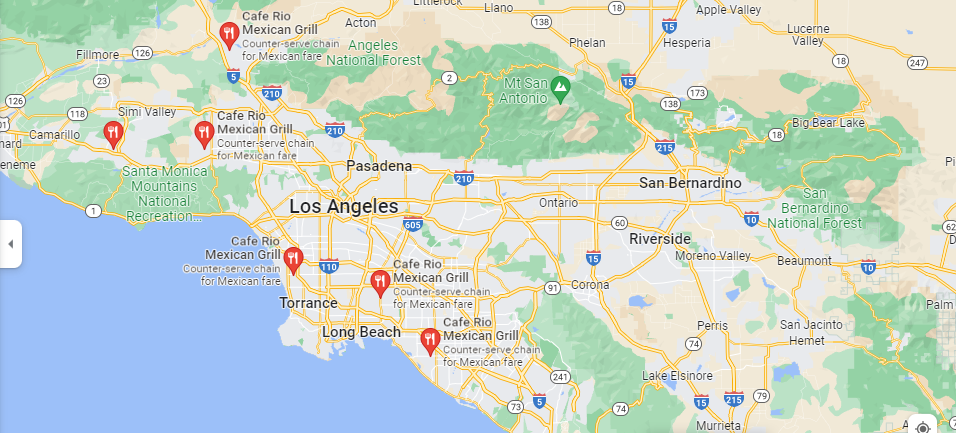 Littlerock
Llano
Apple Valley
Cafe Rio
Mexican Grill
Counter-serve chain
for Mexican fare
Acton
138
18
15
Lucerne
Valley
Fillmore
126
Angeles
National Forest
Phelan
Hesperia
247
18
5
2
15
23
210
Mt San
Antonio
138
173
126
118
Simi Valley
Cafe Rio
Mexican Grill
Counter-serve chain
for Mexican fare
210
18
Big Bear Lake
Camarillo
215
Santa Monica
Mountains
National
Recreation...
Pasadena
210
San Bernardino
1
Los Angeles
Ontario
San
Bernardino
National Forest
605
60
10
Cafe Rio
Mexican Grill
Counter-serve chain
for Mexican fare
110
Riverside
Moreno Valley
15
Beaumont
10
Cafe Rio
Mexican Grill
Counter-serve chain
for Mexican fare
91
Corona
Torrance
Palm
Long Beach
Cafe Rio
Mexican Grill
Counter-serve chain
for Mexican fare
Perris
San Jacinto
Hemet
74
241
Lake Elsinore
73
5
74
15
215
79
Murrieta